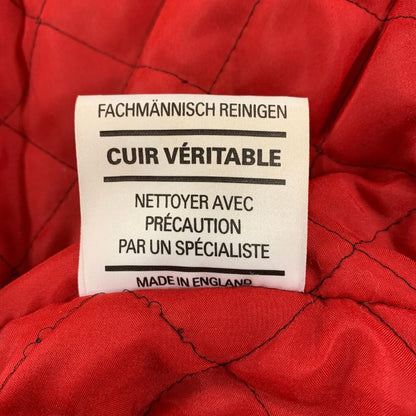 FACHMÄNNISCH REINIGEN
CUIR VÉRITABLE
NETTOYER AVEC
PRÉCAUTION
PAR UN SPÉCIALISTE
MADE IN ENGLAND